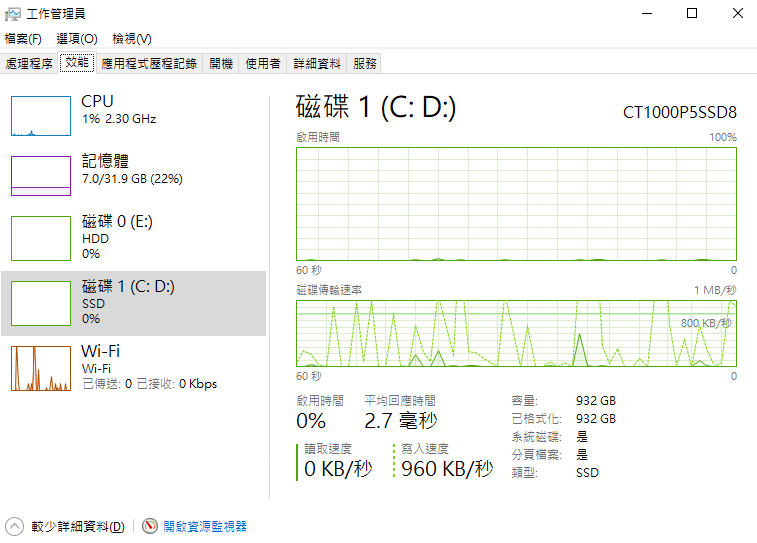 工作管理員
檔案(F) 選項(O) 檢視(V)
處理程序 效能 應用程式歷程記錄 開機 使用者 詳細資料 服務
CPU
1% 2.30 GHz
記憶體
7.0/31.9 GB (22%)
磁碟 0 (E:)
HDD
0%
磁碟 1 (C: D:)
SSD
0%
Wi-Fi
Wi-Fi
已傳送: 0 已接收: 0 Kbps
磁碟 1 (C: D:) CT1000P5SSD8
啟用時間 100%
60 秒 0
磁碟傳輸速率 1 MB/秒
800 KB/秒
60 秒 0
啟用時間 平均回應時間
0% 2.7 毫秒
讀取速度 寫入速度
0 KB/秒 960 KB/秒
容量: 932 GB
已格式化: 932 GB
系統磁碟: 是
分頁檔案: 是
類型: SSD
較少詳細資料(D) 開啟資源監視器